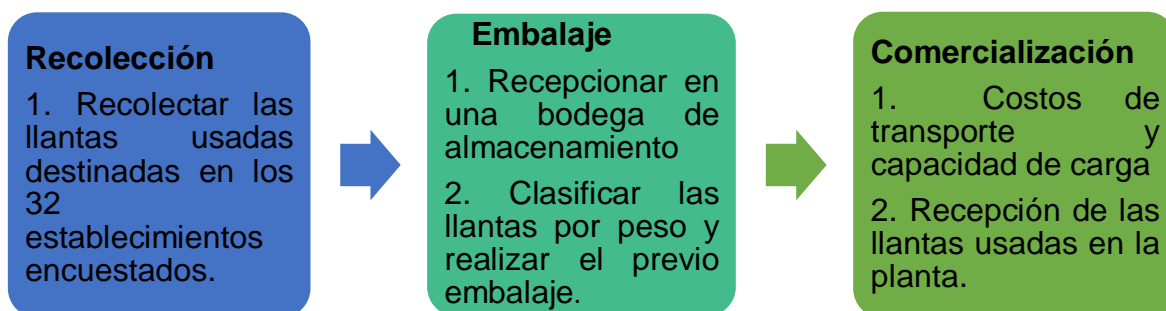 Recolección
1. Recolectar las
llantas usadas
destinadas en los
32
establecimientos
encuestados.
Embalaje
1. Recepcionar en
una bodega de
almacenamiento
2. Clasificar las
llantas por peso y
realizar el previo
embalaje.
Comercialización
1. Costos de
transporte y
capacidad de carga
2. Recepción de las
llantas usadas en la
planta.